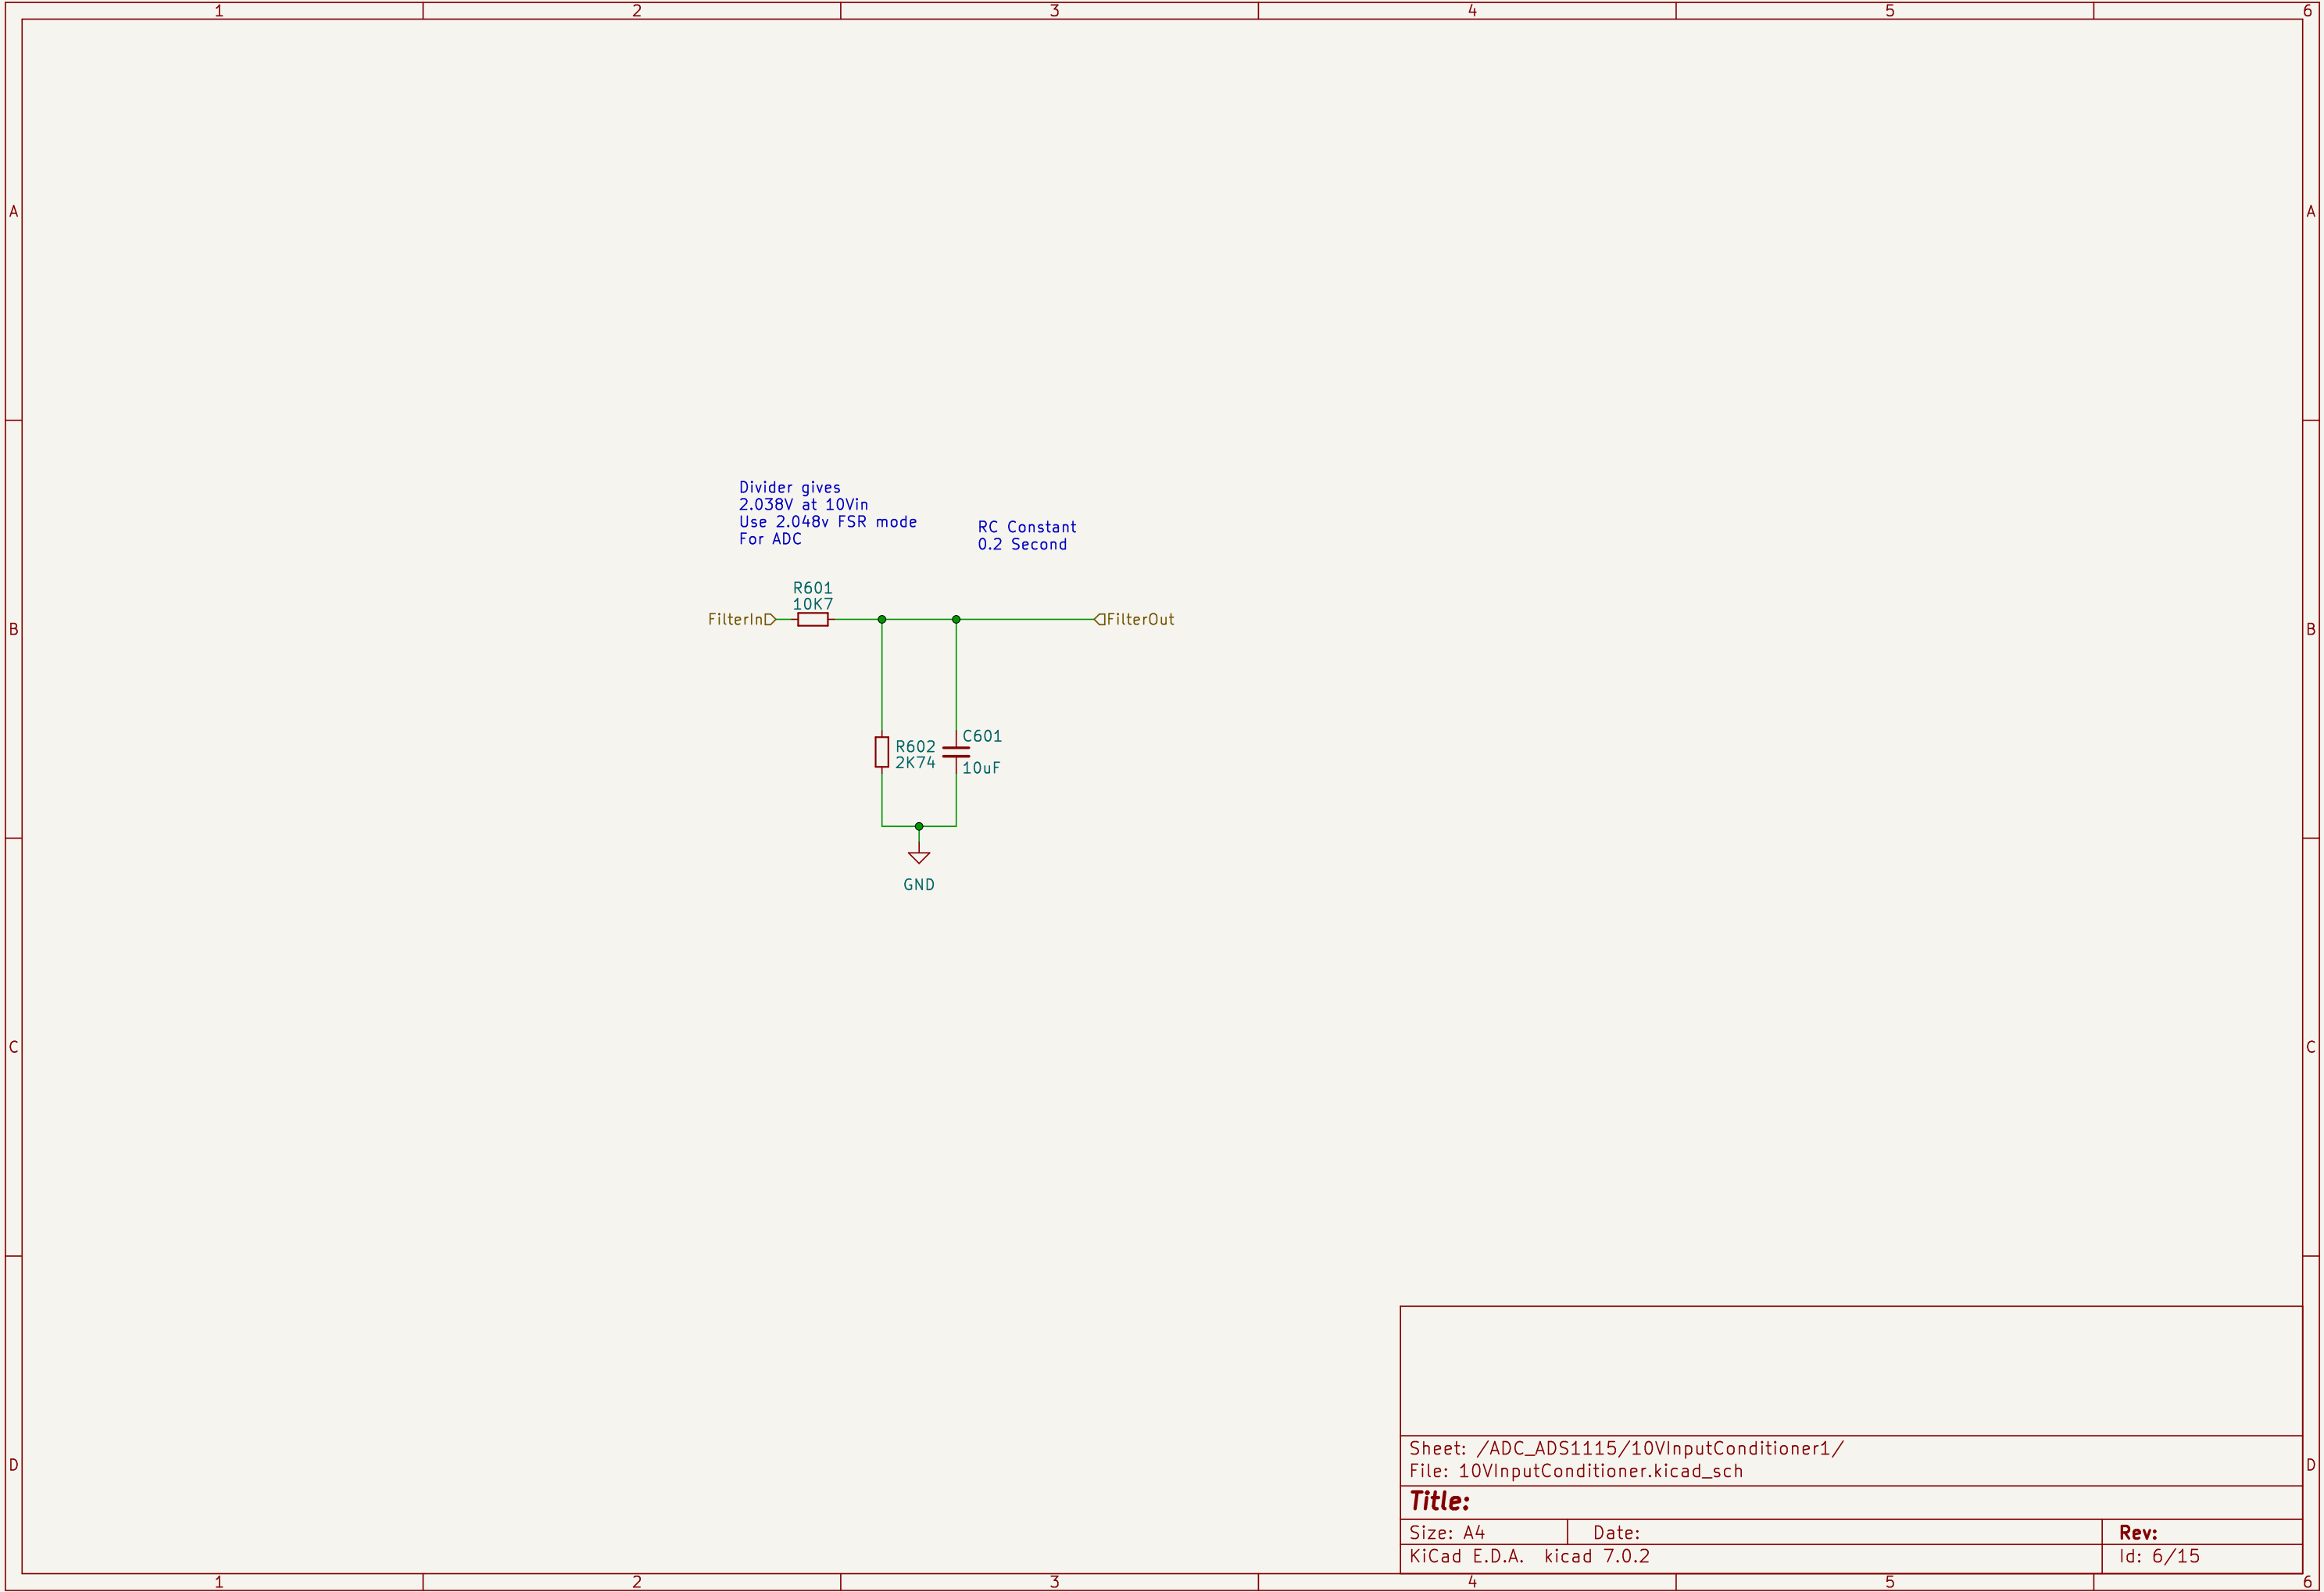 1 2 3 4 5 6
A A
Divider gives
2.038V at 10Vin
Use 2.048v FSR mode
For ADC
RC Constant
0.2 Second
R601
10K7
FilterIn
FilterOut
B B
R602
2K74
C601
10uF
GND
C C
Sheet: /ADC_ADS1115/10VInputConditioner1/
File: 10VInputConditioner.kicad_sch
D D
Title:
Size: A4 Date: Rev:
KiCad E.D.A. kicad 7.0.2 Id: 6/15
1 2 3 4 5 6